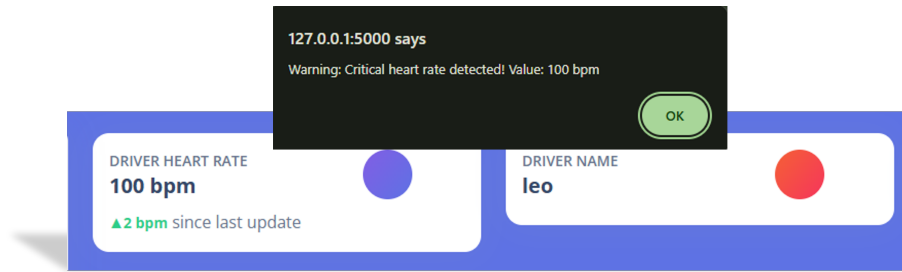 127.0.0.1:5000 says
Warning: Critical heart rate detected! Value: 100 bpm
OK
DRIVER HEART RATE
100 bpm
▲2 bpm since last update
DRIVER NAME
leo